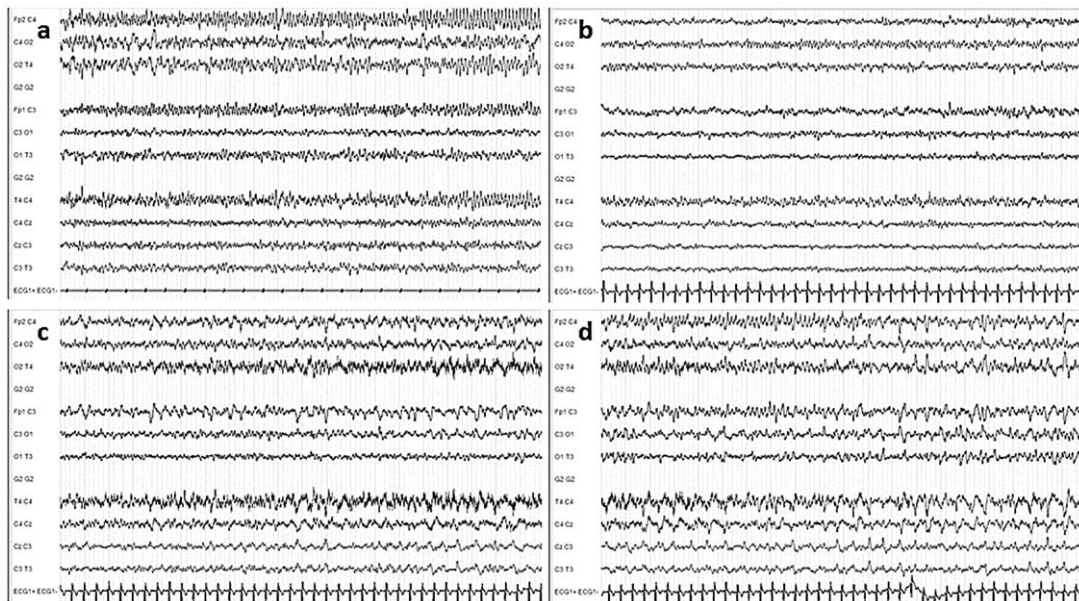 a
Fp2 C4
C4 O2
O2 T4
G2 G2
Fp1 C3
C3 O1
O1 T3
G2 G2
T4 C4
C4 Cz
Cz C3
C3 T3
ECG1+ ECG1-
b
Fp2 C4
C4 O2
O2 T4
G2 G2
Fp1 C3
C3 O1
O1 T3
G2 G2
T4 C4
C4 Cz
Cz C3
C3 T3
ECG1+ ECG1-
c
Fp2 C4
C4 O2
O2 T4
G2 G2
Fp1 C3
C3 O1
O1 T3
G2 G2
T4 C4
C4 Cz
Cz C3
C3 T3
ECG1+ ECG1-
d
Fp2 C4
C4 O2
O2 T4
G2 G2
Fp1 C3
C3 O1
O1 T3
G2 G2
T4 C4
C4 Cz
Cz C3
C3 T3
ECG1+ ECG1-